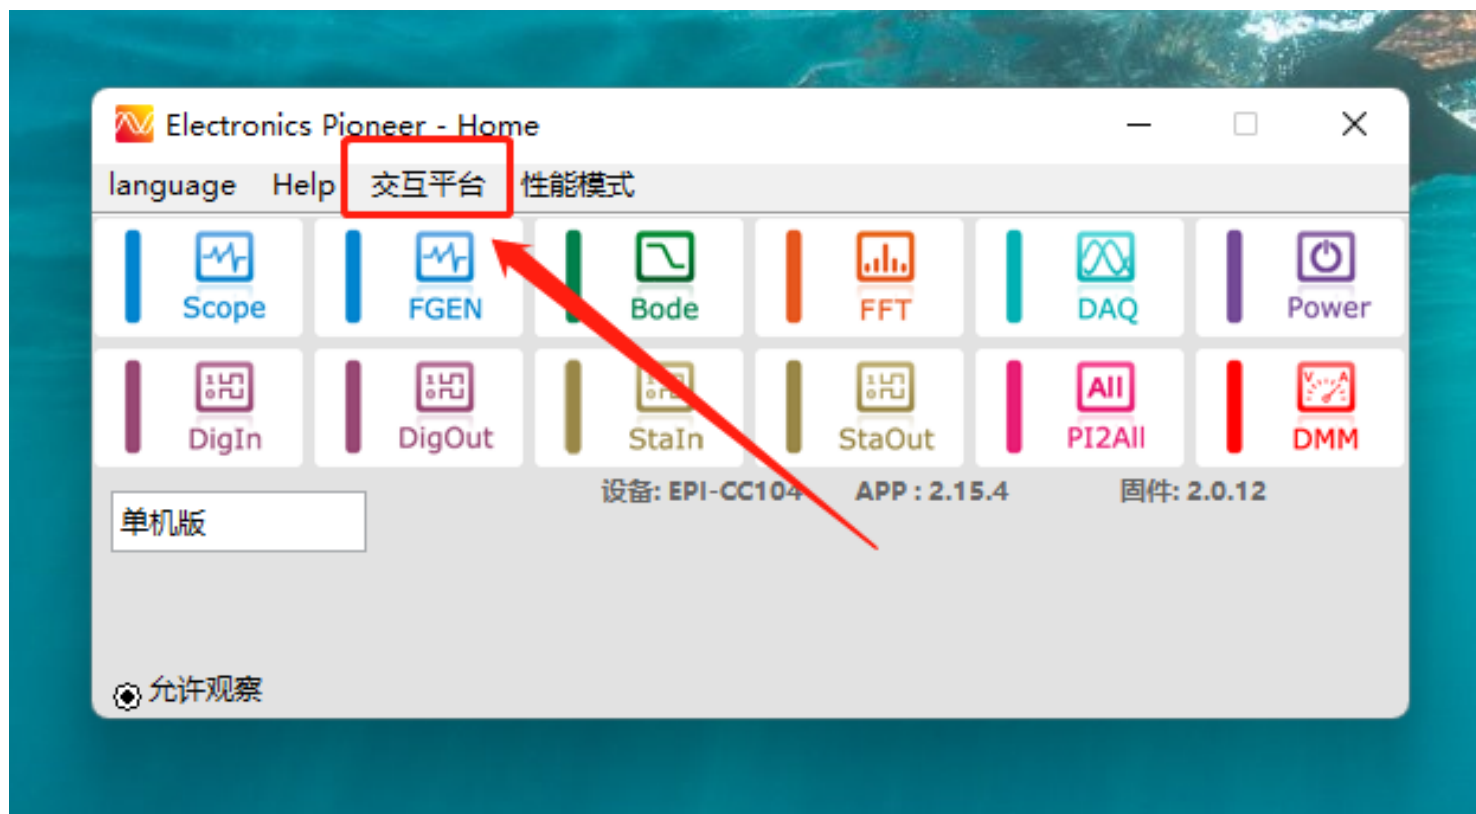 Electronics Pioneer - Home
language Help 交互平台 性能模式
Scope FGEN Bode FFT DAQ Power
All
DigIn DigOut StaIn StaOut PI2All DMM
设备: EPI-CC104 APP : 2.15.4 固件: 2.0.12
单机版
允许观察